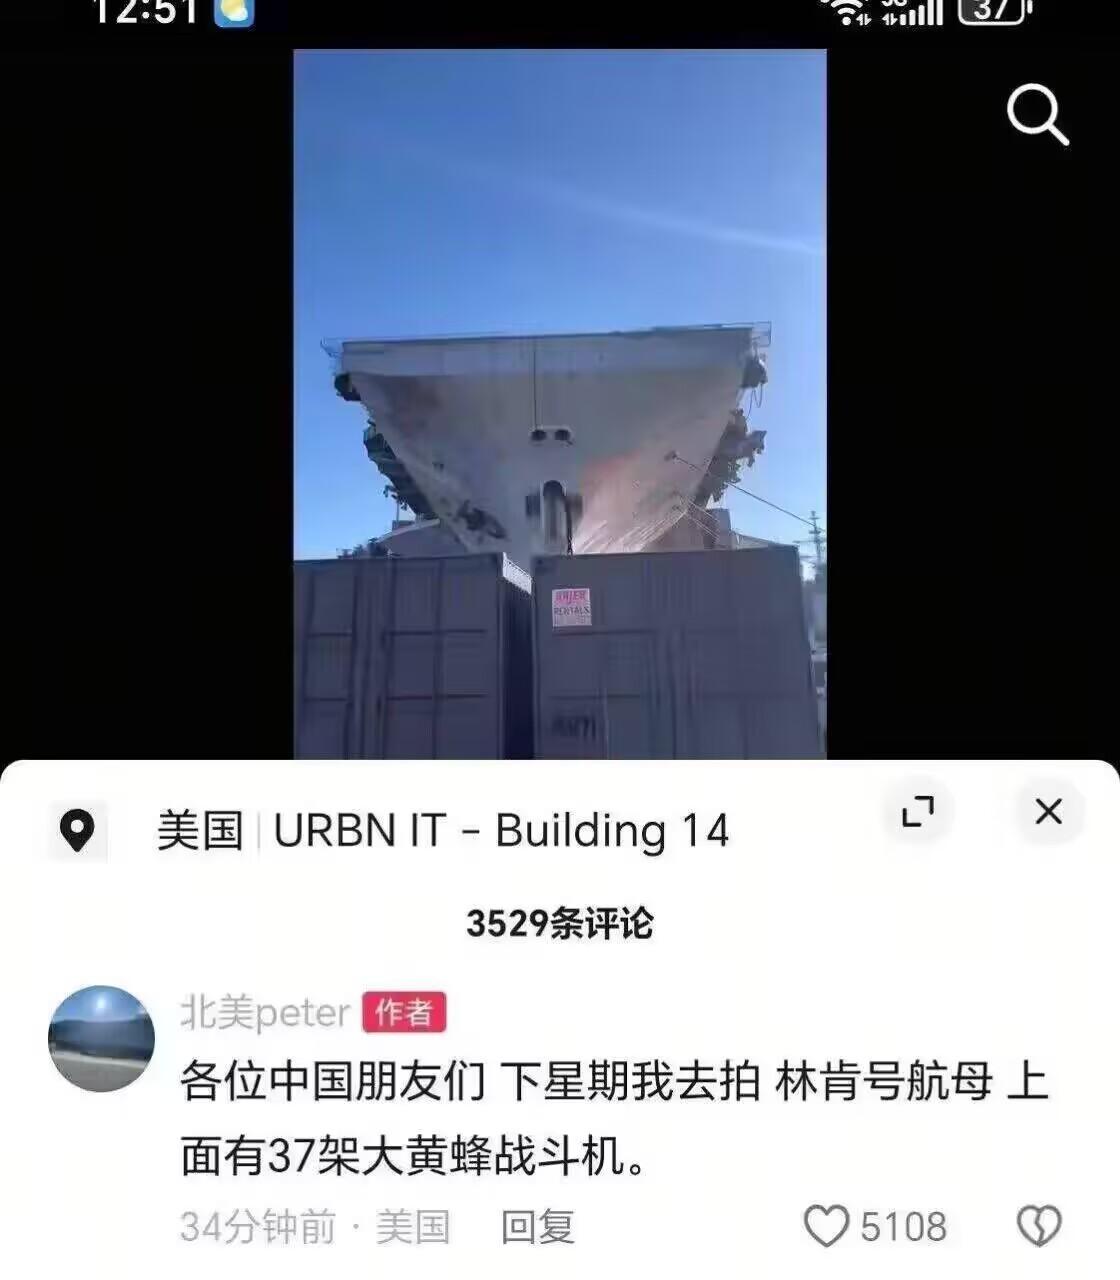 12:51
37
RENTALS
美国 | URBN IT - Building 14
3529条评论
北美peter 作者
各位中国朋友们 下星期我去拍 林肯号航母 上
面有37架大黄蜂战斗机。
34分钟前 · 美国 回复 5108